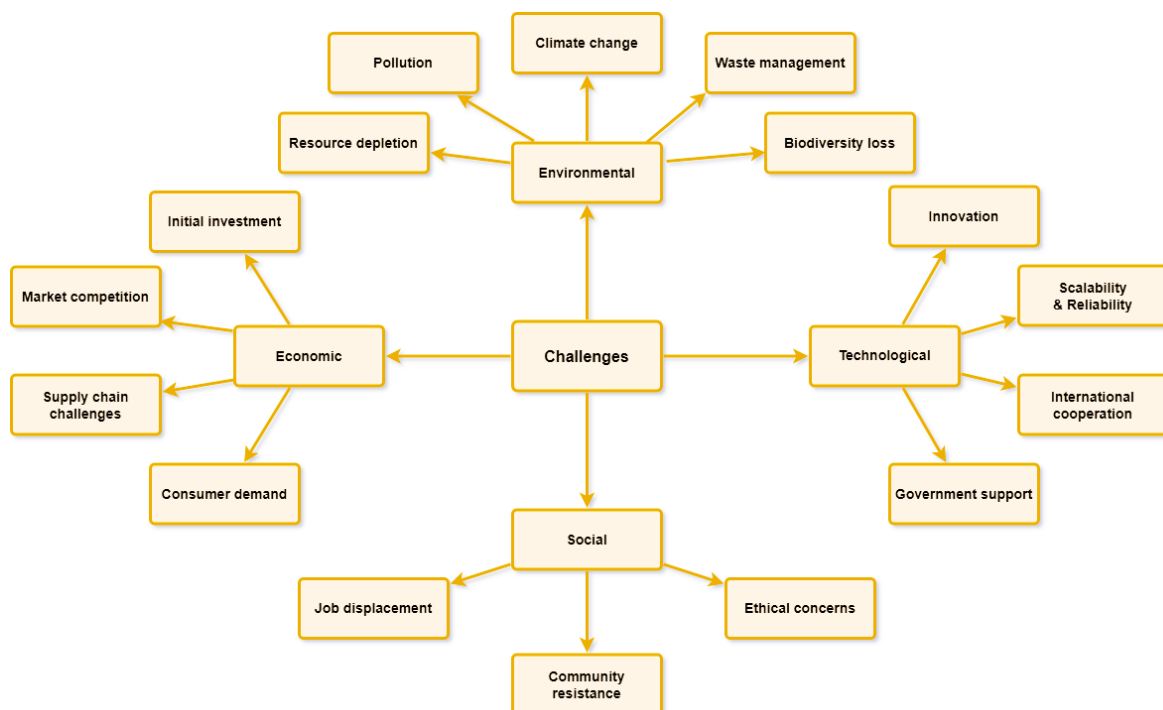 Climate change
Pollution
Waste management
Resource depletion
Biodiversity loss
Environmental
Initial investment
Innovation
Market competition
Scalability
& Reliability
Economic
Challenges
Technological
Supply chain
challenges
International
cooperation
Consumer demand
Government support
Social
Job displacement
Ethical concerns
Community
resistance